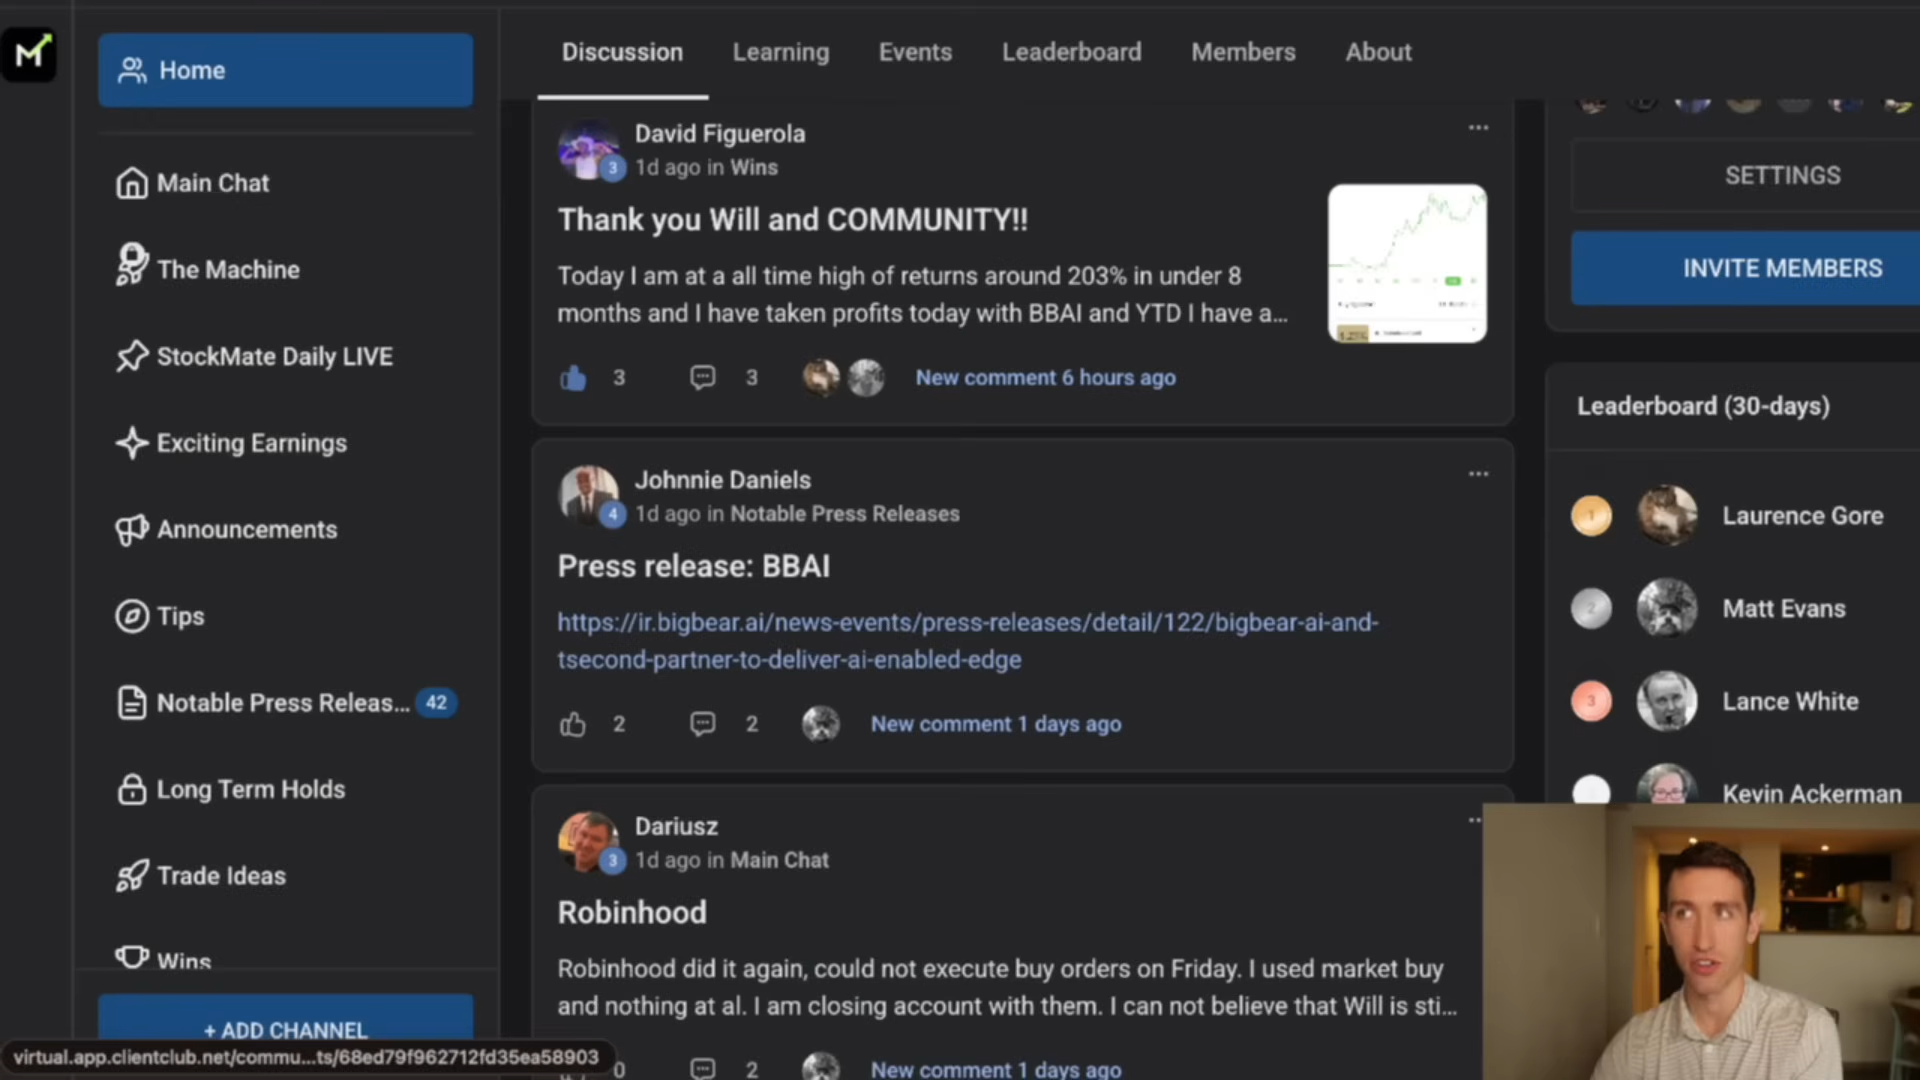 M
Home
Main Chat
The Machine
StockMate Daily LIVE
Exciting Earnings
Announcements
Tips
Notable Press Releas... 42
Long Term Holds
Trade Ideas
Wins
+ ADD CHANNEL
virtual.app.clientclub.net/commu...ts/68ed79f962712fd35ea58903
Discussion Learning Events Leaderboard Members About
David Figuerola
3 1d ago in Wins
Thank you Will and COMMUNITY!!
Today I am at a all time high of returns around 203% in under 8
months and I have taken profits today with BBAI and YTD I have a...
3 3 New comment 6 hours ago
Johnnie Daniels
4 1d ago in Notable Press Releases
Press release: BBAI
https://ir.bigbear.ai/news-events/press-releases/detail/122/bigbear-ai-and-
tsecond-partner-to-deliver-ai-enabled-edge
2 2 New comment 1 days ago
Dariusz
3 1d ago in Main Chat
Robinhood
Robinhood did it again, could not execute buy orders on Friday. I used market buy
and nothing at al. I am closing account with them. I can not believe that Will is sti...
0 2 New comment 1 days ago
SETTINGS
INVITE MEMBERS
Leaderboard (30-days)
1 Laurence Gore
2 Matt Evans
3 Lance White
Kevin Ackerman